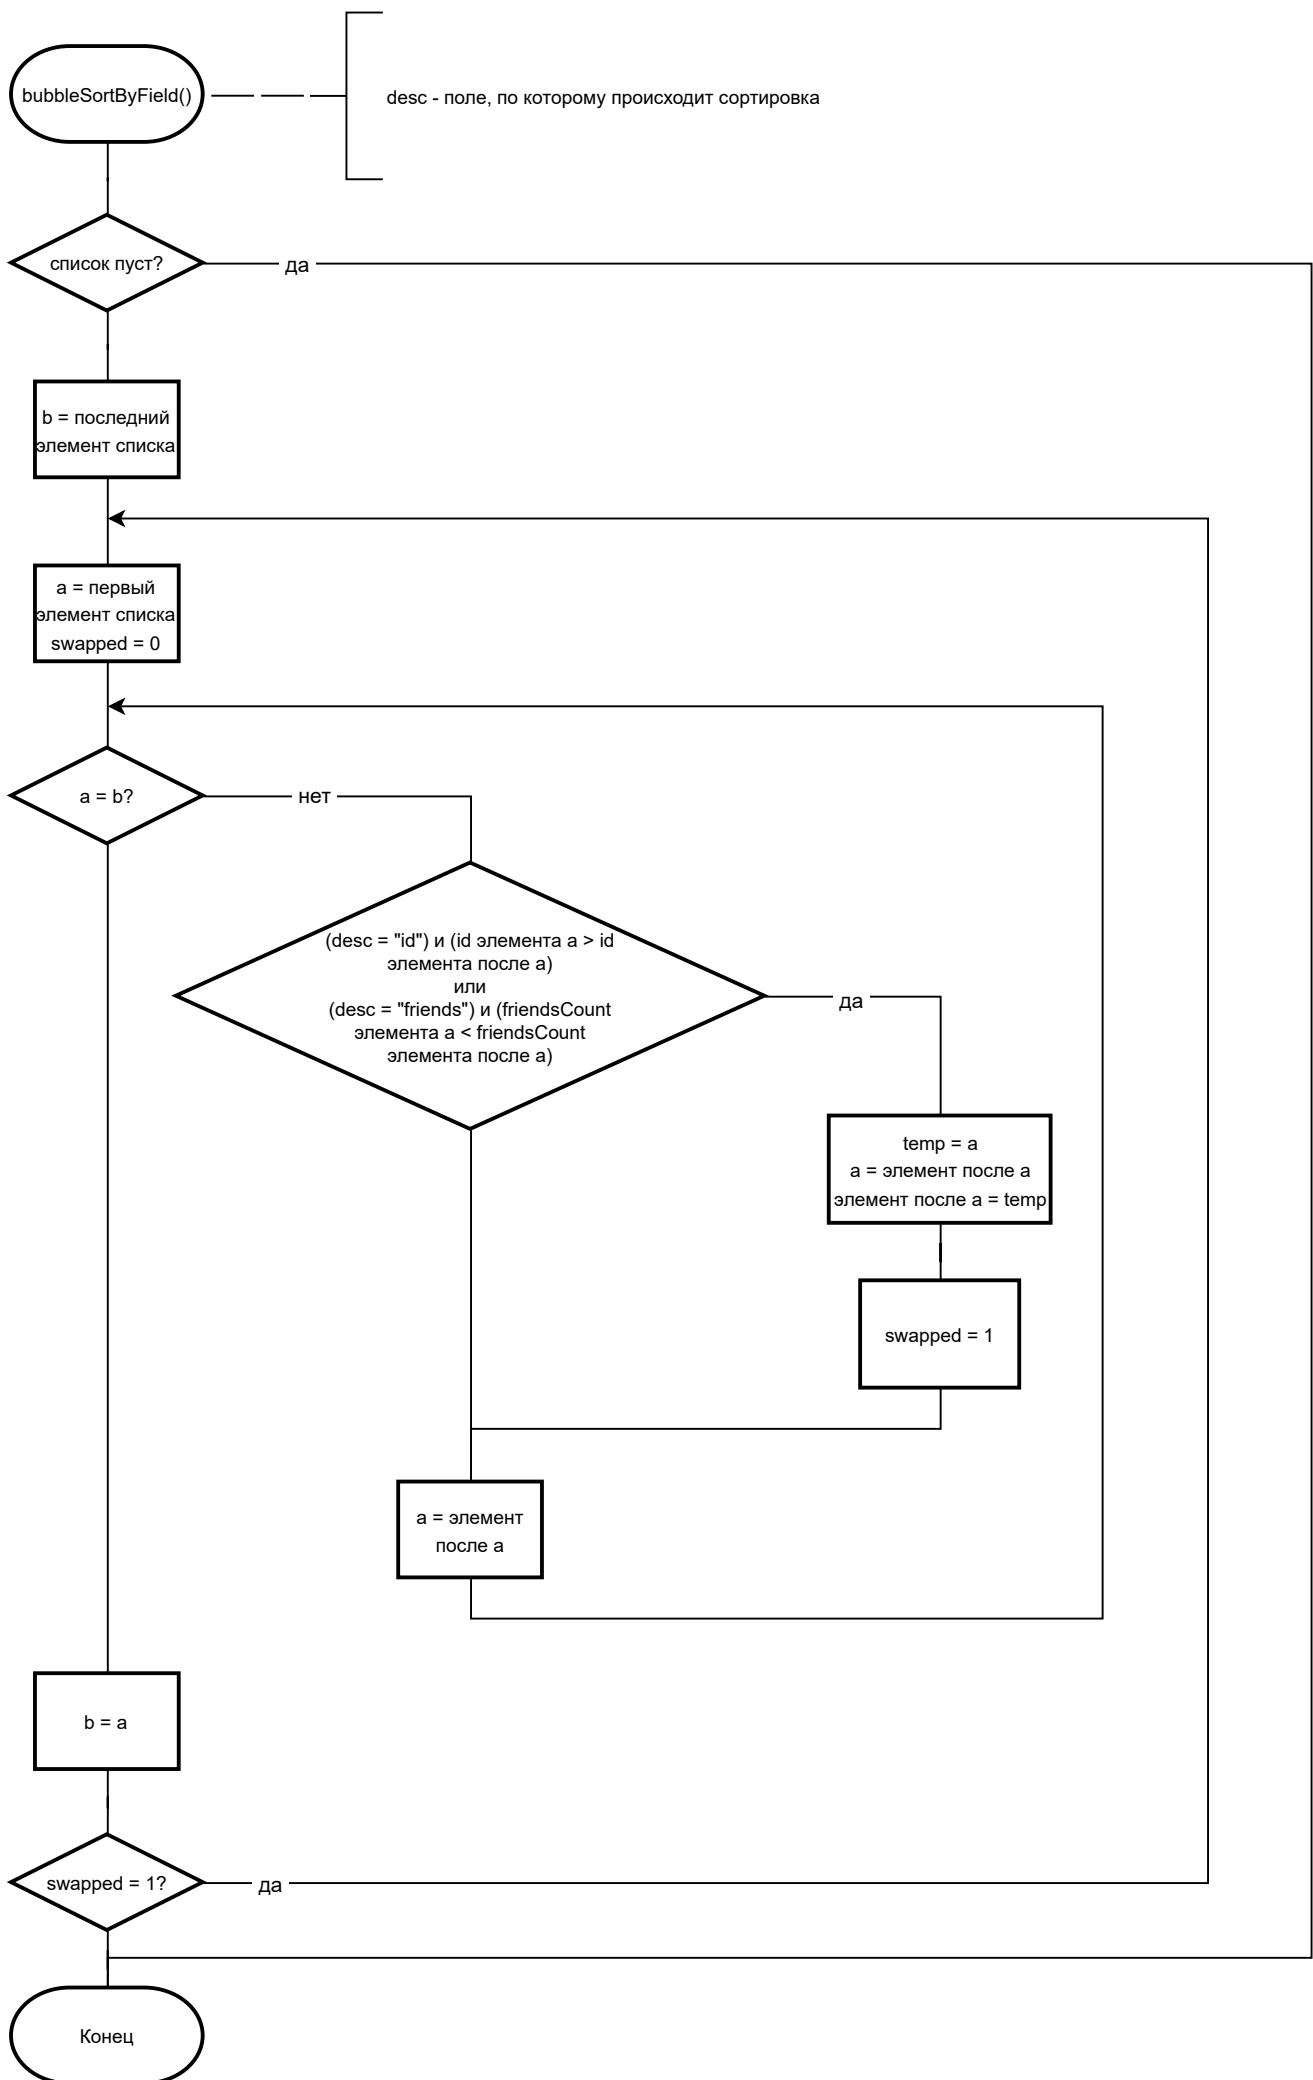 bubbleSortByField()
desc - поле, по которому происходит сортировка
список пуст?
да
b = последний
элемент списка
a = первый
элемент списка
swapped = 0
a = b?
нет
(desc = "id") и (id элемента a > id
элемента после a)
или
(desc = "friends") и (friendsCount
элемента a < friendsCount
элемента после a)
да
temp = a
a = элемент после a
элемент после a = temp
swapped = 1
a = элемент
после a
b = a
swapped = 1?
да
Конец